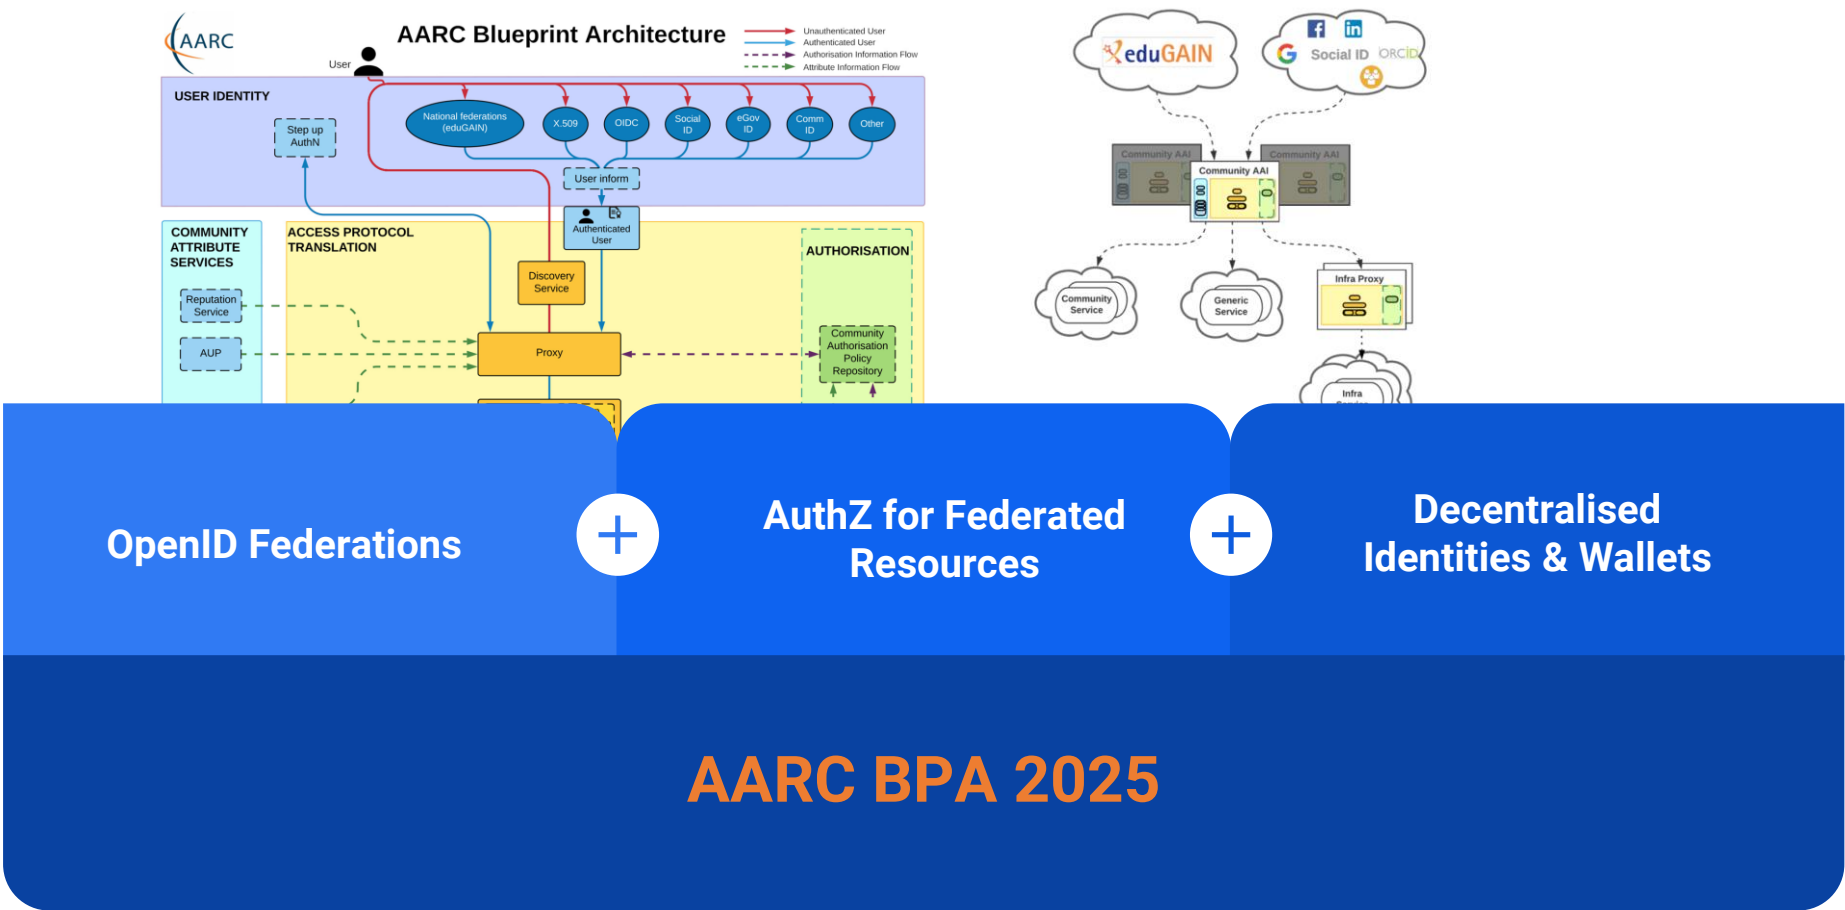 AARC
AARC Blueprint Architecture
Unauthenticated User
Authenticated User
Authorisation Information Flow
Attribute Information Flow
User
USER IDENTITY
Step up
AuthN
National federations
(eduGAIN)
X.509
OIDC
Social
ID
eGov
ID
Comm
ID
Other
User inform
Authenticated
User
COMMUNITY
ATTRIBUTE
SERVICES
ACCESS PROTOCOL
TRANSLATION
AUTHORISATION
Discovery
Service
Reputation
Service
AUP
Proxy
Community
Authorisation
Policy
Repository
eduGAIN
Social ID
ORCID
Community AAI
Community AAI
Community AAI
Community
Service
Generic
Service
Infra Proxy
Infra
OpenID Federations
AuthZ for Federated
Resources
Decentralised
Identities & Wallets
AARC BPA 2025